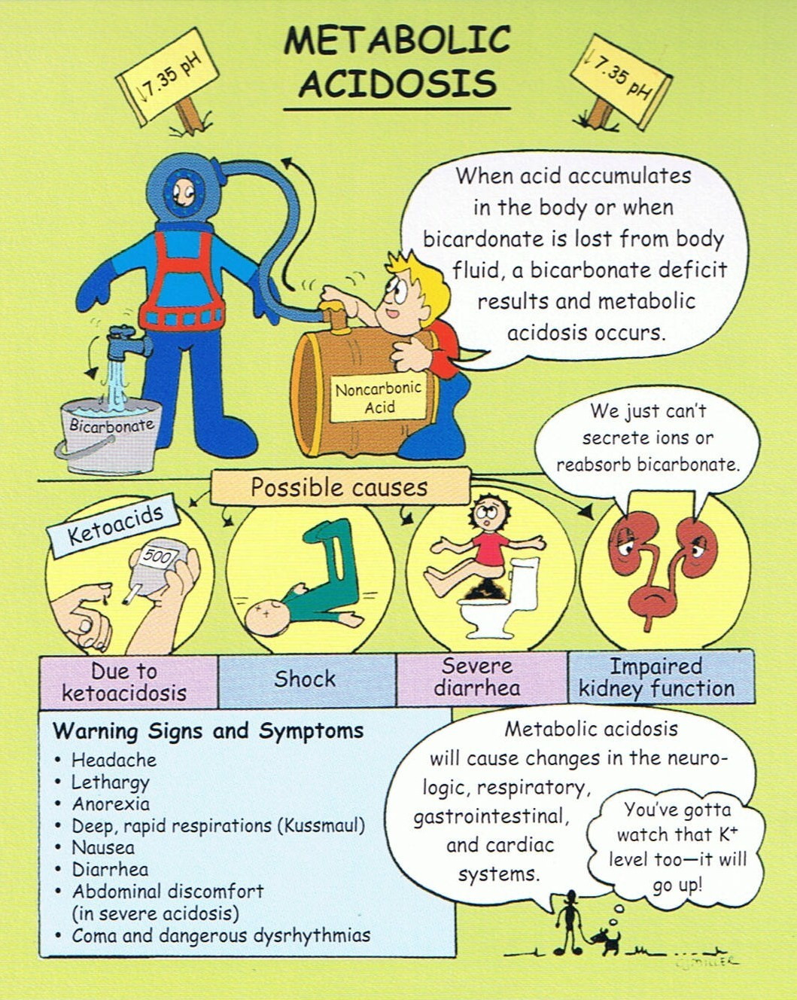 METABOLIC
ACIDOSIS
↓7.35 pH
↓7.35 pH
When acid accumulates
in the body or when
bicardonate is lost from body
fluid, a bicarbonate deficit
results and metabolic
acidosis occurs.
Noncarbonic
Acid
Bicarbonate
We just can't
secrete ions or
reabsorb bicarbonate.
Possible causes
Ketoacids
500
Due to
ketoacidosis
Shock
Severe
diarrhea
Impaired
kidney function
Warning Signs and Symptoms
• Headache
• Lethargy
• Anorexia
• Deep, rapid respirations (Kussmaul)
• Nausea
• Diarrhea
• Abdominal discomfort
(in severe acidosis)
• Coma and dangerous dysrhythmias
Metabolic acidosis
will cause changes in the neuro-
logic, respiratory,
gastrointestinal,
and cardiac
systems.
You've gotta
watch that K⁺
level too—it will
go up!
CJMILLER